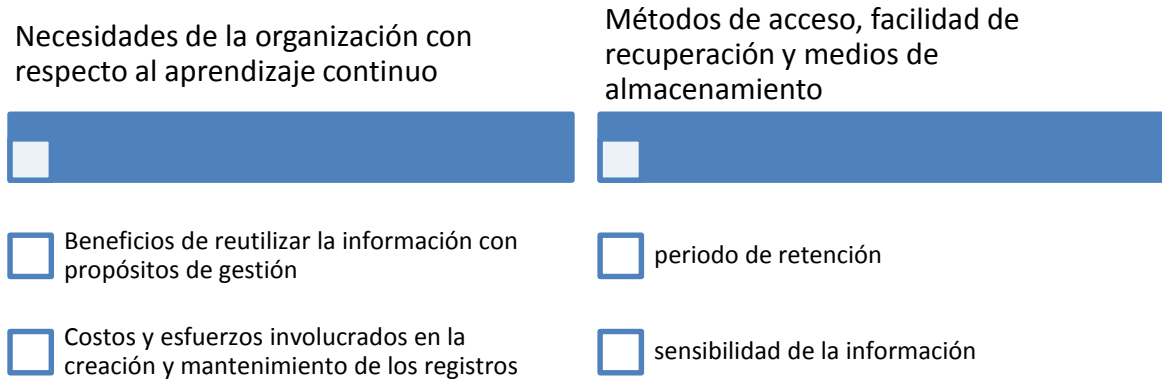 Necesidades de la organización con
respecto al aprendizaje continuo
Beneficios de reutilizar la información con
propósitos de gestión
Costos y esfuerzos involucrados en la
creación y mantenimiento de los registros
Métodos de acceso, facilidad de
recuperación y medios de
almacenamiento
periodo de retención
sensibilidad de la información